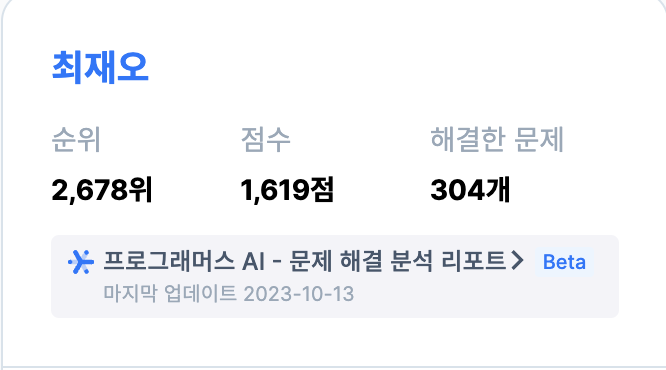 최재오
순위 점수 해결한 문제
2,678위 1,619점 304개
프로그래머스 AI - 문제 해결 분석 리포트 Beta
마지막 업데이트 2023-10-13